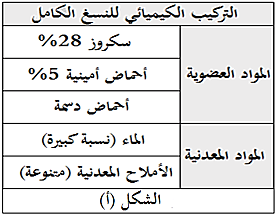 التركيب الكيميائي للنسغ الكامل
المواد العضوية
سكروز 28%
أحماض أمينية 5%
أحماض دسمة
المواد المعدنية
الماء (نسبة كبيرة)
الأملاح المعدنية (متنوعة)
الشكل (أ)